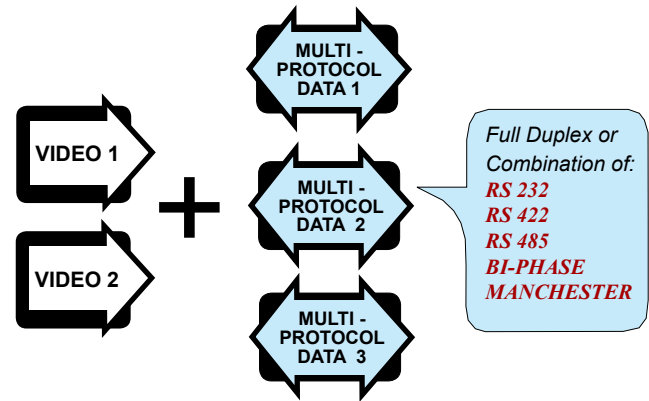 VIDEO 1
VIDEO 2
+
MULTI -
PROTOCOL
DATA 1
MULTI -
PROTOCOL
DATA 2
MULTI -
PROTOCOL
DATA 3
Full Duplex or
Combination of:
RS 232
RS 422
RS 485
BI-PHASE
MANCHESTER